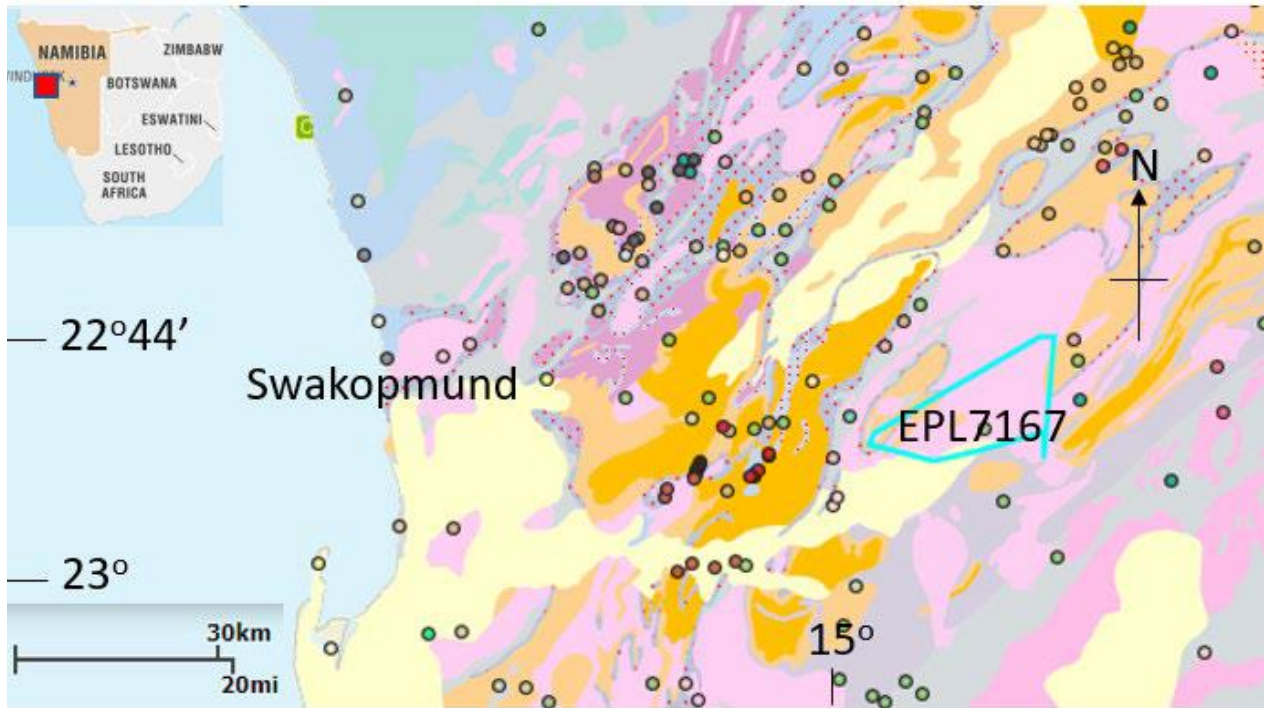 NAMIBIA
ZIMBABW
BOTSWANA
ESWATINI
LESOTHO
SOUTH
AFRICA
N
22°44’
Swakopmund
EPL7167
23°
30km
20mi
15°